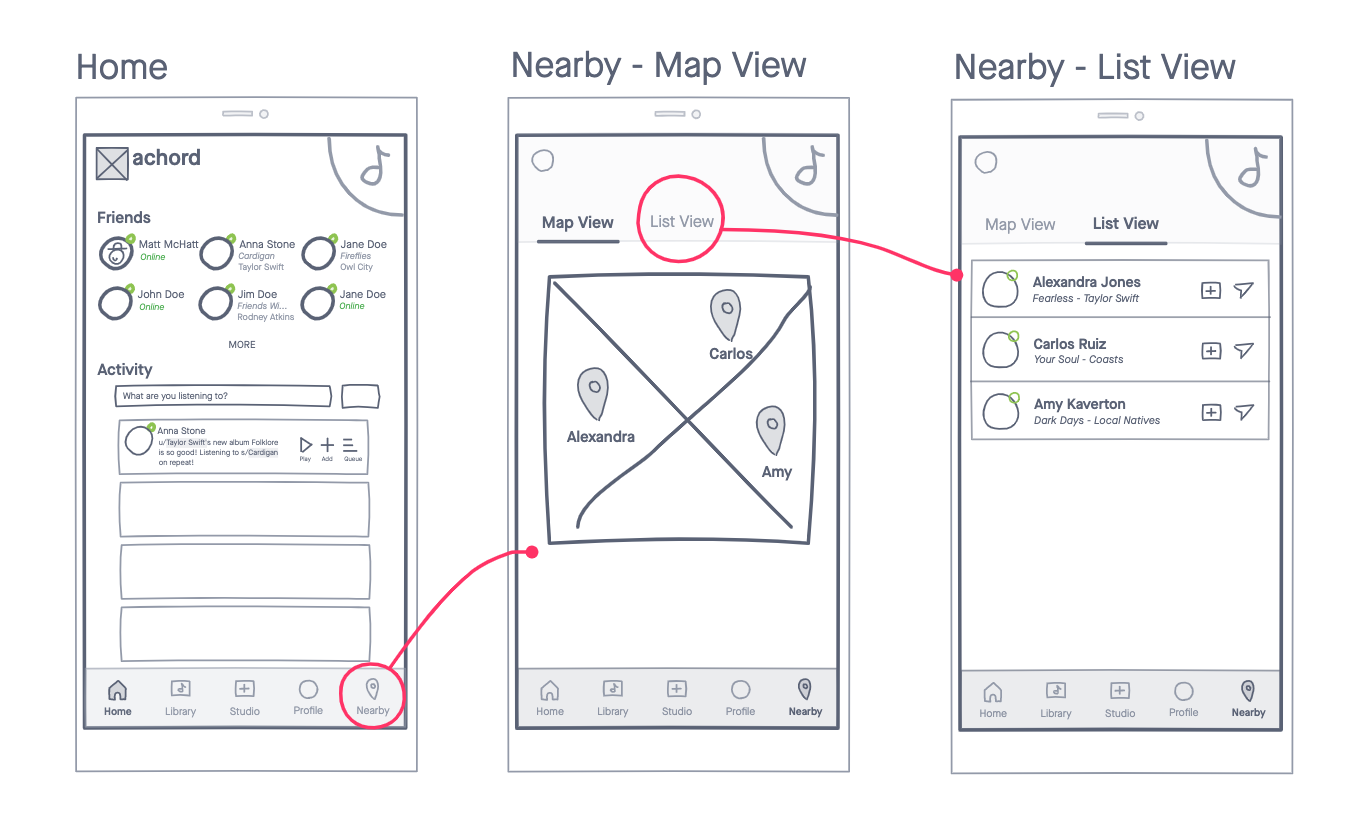 Home
achord
Friends
Matt McHatt
Online
Anna Stone
Cardigan
Taylor Swift
Jane Doe
Fireflies
Owl City
John Doe
Online
Jim Doe
Friends Wi...
Rodney Atkins
Jane Doe
Online
MORE
Activity
What are you listening to?
Anna Stone
u/Taylor Swift's new album Folklore
is so good! Listening to s/Cardigan
on repeat!
Play
Add
Queue
Home
Library
Studio
Profile
Nearby
Nearby - Map View
Map View
List View
Carlos
Alexandra
Amy
Home
Library
Studio
Profile
Nearby
Nearby - List View
Map View
List View
Alexandra Jones
Fearless - Taylor Swift
Carlos Ruiz
Your Soul - Coasts
Amy Kaverton
Dark Days - Local Natives
Home
Library
Studio
Profile
Nearby